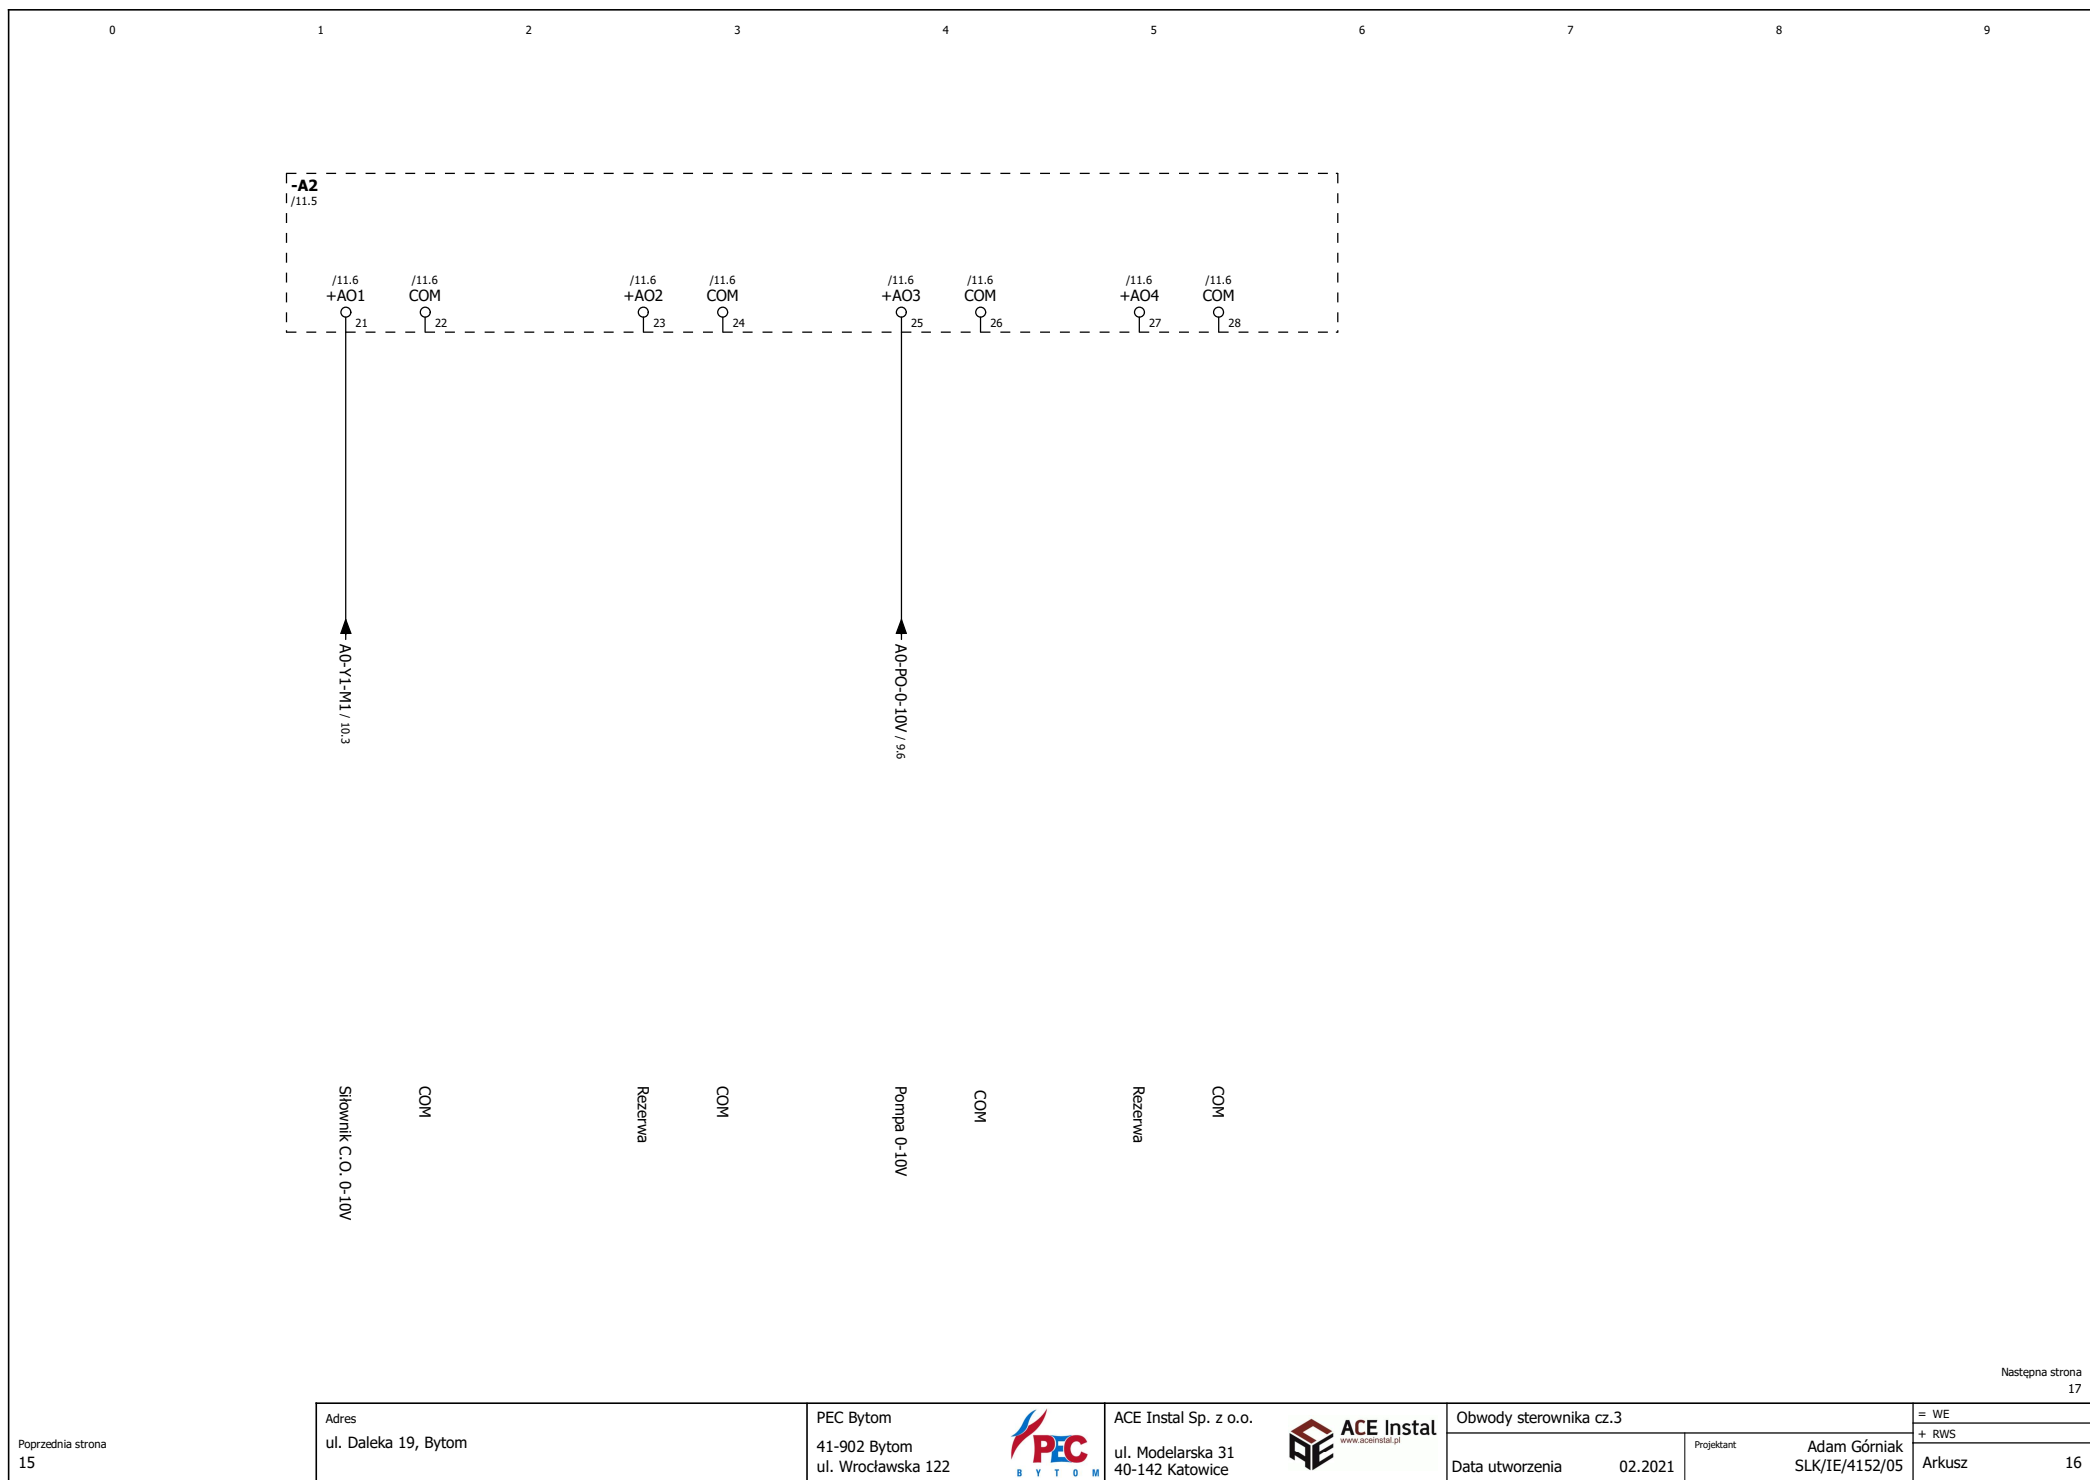 0 1 2 3 4 5 6 7 8 9
-A2
/11.5
/11.6 /11.6 /11.6 /11.6 /11.6 /11.6 /11.6 /11.6
+AO1 COM +AO2 COM +AO3 COM +AO4 COM
21 22 23 24 25 26 27 28
A0-Y1-M1 / 10.3
A0-PO-0-10V / 9.6
Siłownik C.O. 0-10V
COM
Rezerwa
COM
Pompa 0-10V
COM
Rezerwa
COM
Następna strona
17
Poprzednia strona
15
Adres
ul. Daleka 19, Bytom
PEC Bytom
41-902 Bytom
ul. Wrocławska 122
PEC
BYTOM
ACE Instal Sp. z o.o.
ul. Modelarska 31
40-142 Katowice
ACE Instal
www.aceinstal.pl
Obwody sterownika cz.3
Data utworzenia 02.2021
Projektant Adam Górniak
SLK/IE/4152/05
= WE
+ RWS
Arkusz 16